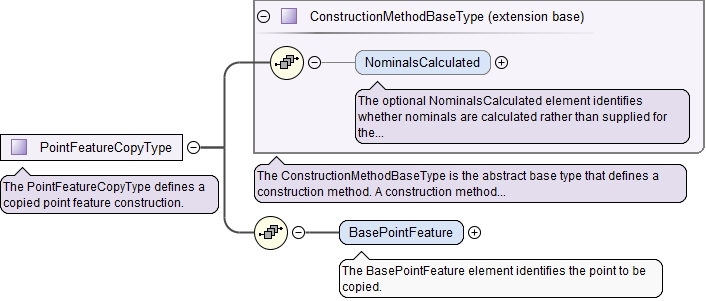 ConstructionMethodBaseType (extension base)
NominalsCalculated
The optional NominalsCalculated element identifies
whether nominals are calculated rather than supplied for
the...
PointFeatureCopyType
The PointFeatureCopyType defines a
copied point feature construction.
The ConstructionMethodBaseType is the abstract base type that defines a
construction method. A construction method...
BasePointFeature
The BasePointFeature element identifies the point to be
copied.